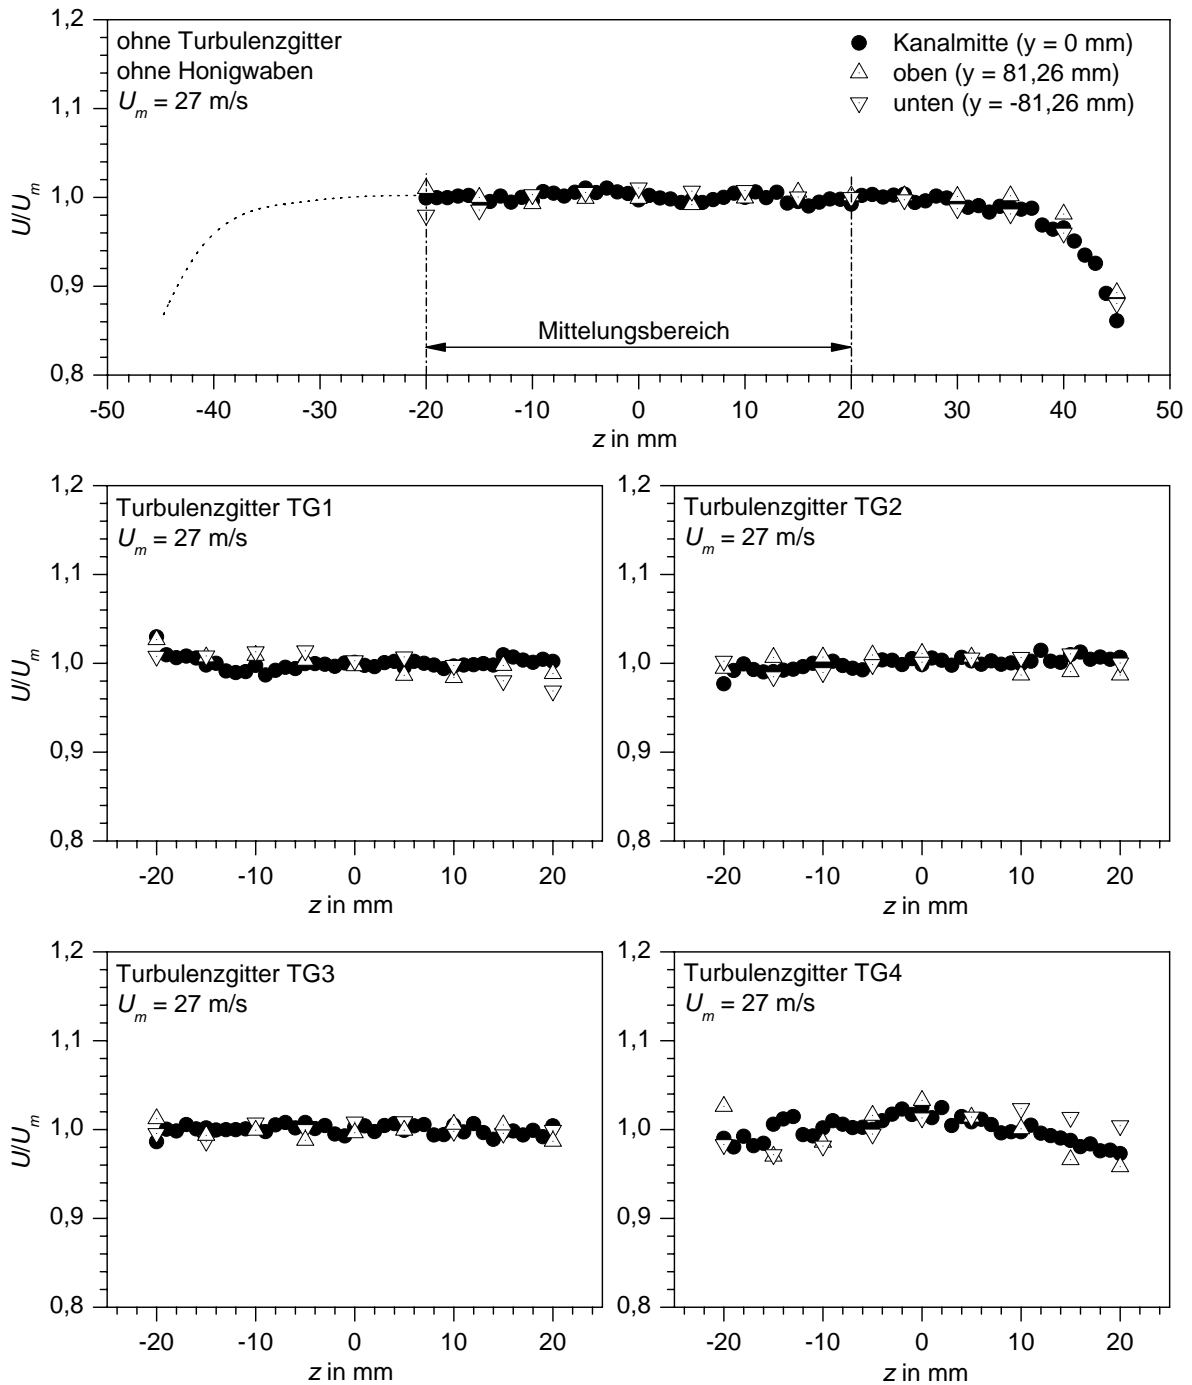 1,2
1,1
1,0
0,9
0,8
U/U_m
ohne Turbulenzgitter
ohne Honigwaben
U_m = 27 m/s
Kanalmitte (y = 0 mm)
oben (y = 81,26 mm)
unten (y = -81,26 mm)
Mittelungsbereich
-50 -40 -30 -20 -10 0 10 20 30 40 50
z in mm
1,2
1,1
1,0
0,9
0,8
U/U_m
Turbulenzgitter TG1
U_m = 27 m/s
-20 -10 0 10 20
z in mm
1,2
1,1
1,0
0,9
0,8
Turbulenzgitter TG2
U_m = 27 m/s
-20 -10 0 10 20
z in mm
1,2
1,1
1,0
0,9
0,8
U/U_m
Turbulenzgitter TG3
U_m = 27 m/s
-20 -10 0 10 20
z in mm
1,2
1,1
1,0
0,9
0,8
Turbulenzgitter TG4
U_m = 27 m/s
-20 -10 0 10 20
z in mm